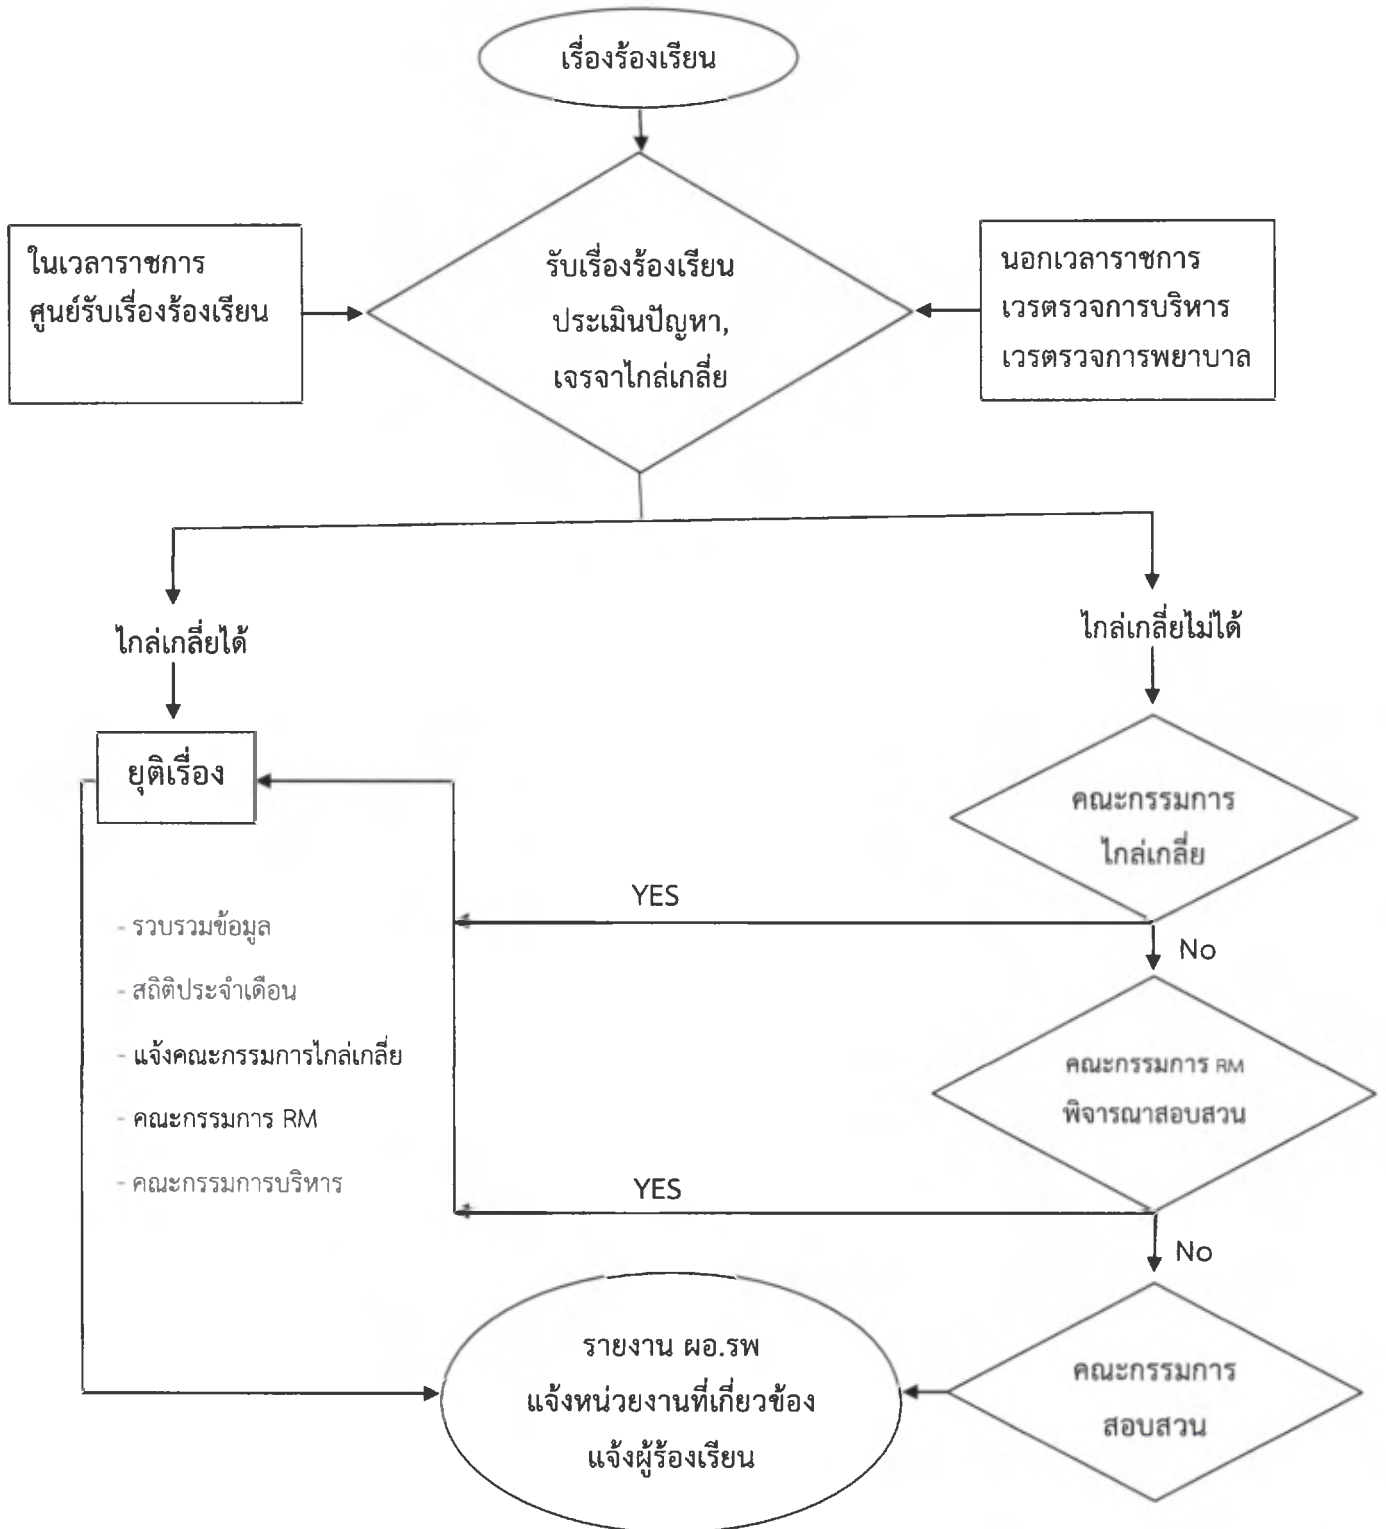 เรื่องร้องเรียน
ในเวลาราชการ
ศูนย์รับเรื่องร้องเรียน
รับเรื่องร้องเรียน
ประเมินปัญหา,
เจรจาไกล่เกลี่ย
นอกเวลาราชการ
เวรตรวจการบริหาร
เวรตรวจการพยาบาล
ไกล่เกลี่ยได้
ไกล่เกลี่ยไม่ได้
ยุติเรื่อง
คณะกรรมการ
ไกล่เกลี่ย
YES
No
- รวบรวมข้อมูล
- สถิติประจำเดือน
- แจ้งคณะกรรมการไกล่เกลี่ย
- คณะกรรมการ RM
- คณะกรรมการบริหาร
คณะกรรมการ RM
พิจารณาสอบสวน
YES
No
รายงาน ผอ.รพ
แจ้งหน่วยงานที่เกี่ยวข้อง
แจ้งผู้ร้องเรียน
คณะกรรมการ
สอบสวน